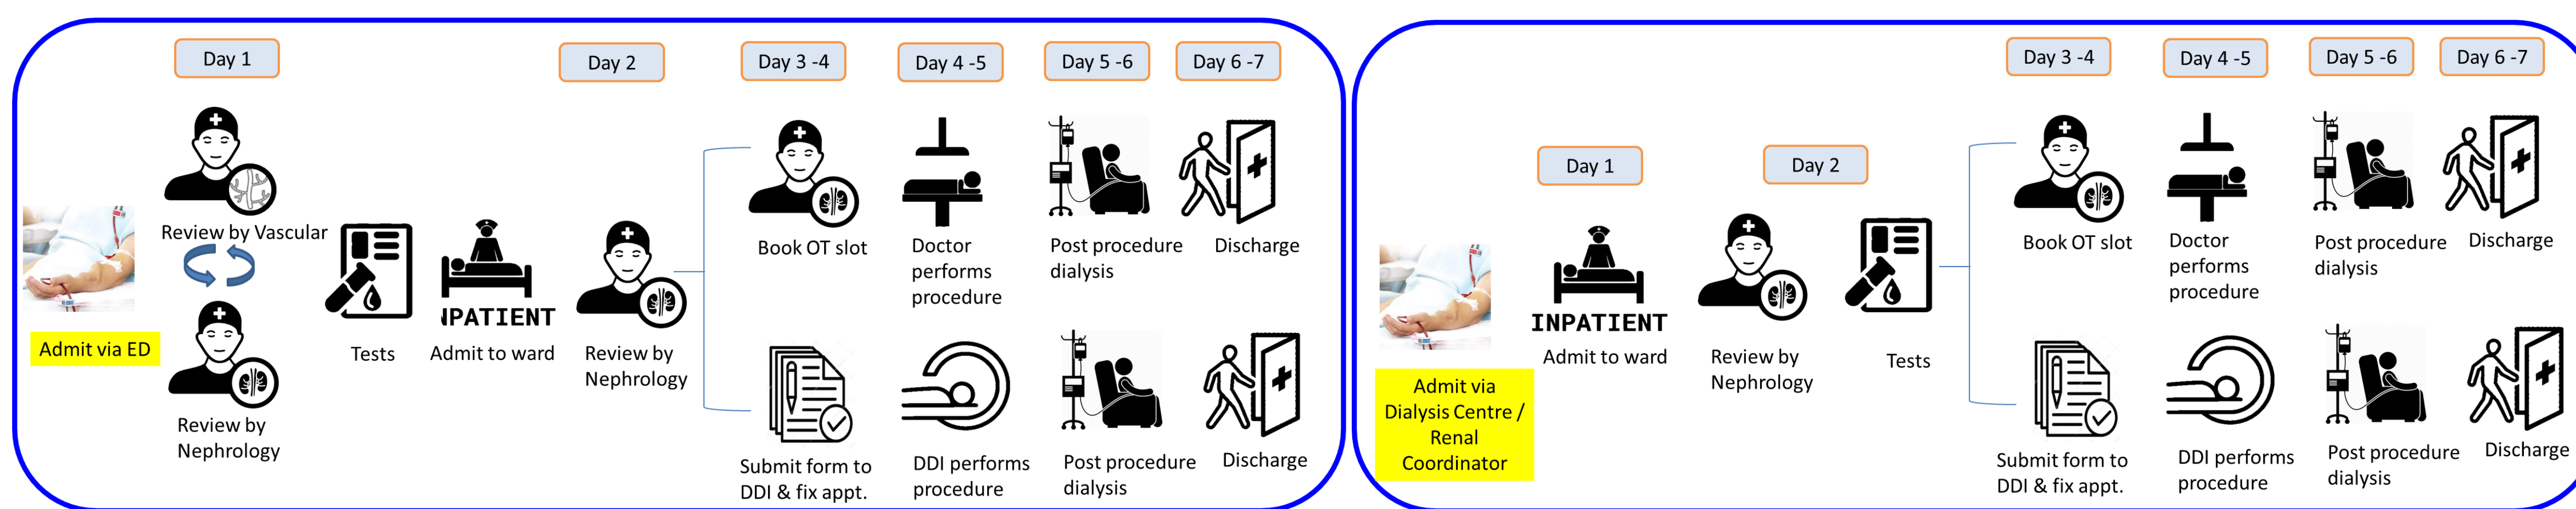 Day 1
Day 2
Day 3 -4
Day 4 -5
Day 5 -6
Day 6 -7
Review by Vascular
Admit via ED
Review by
Nephrology
Tests
INPATIENT
Admit to ward
Review by
Nephrology
Book OT slot
Doctor
performs
procedure
Post procedure
dialysis
Discharge
Submit form to
DDI & fix appt.
DDI performs
procedure
Post procedure
dialysis
Discharge
Day 1
Day 2
Day 3 -4
Day 4 -5
Day 5 -6
Day 6 -7
Admit via
Dialysis Centre /
Renal
Coordinator
INPATIENT
Admit to ward
Review by
Nephrology
Tests
Book OT slot
Doctor
performs
procedure
Post procedure
dialysis
Discharge
Submit form to
DDI & fix appt.
DDI performs
procedure
Post procedure
dialysis
Discharge